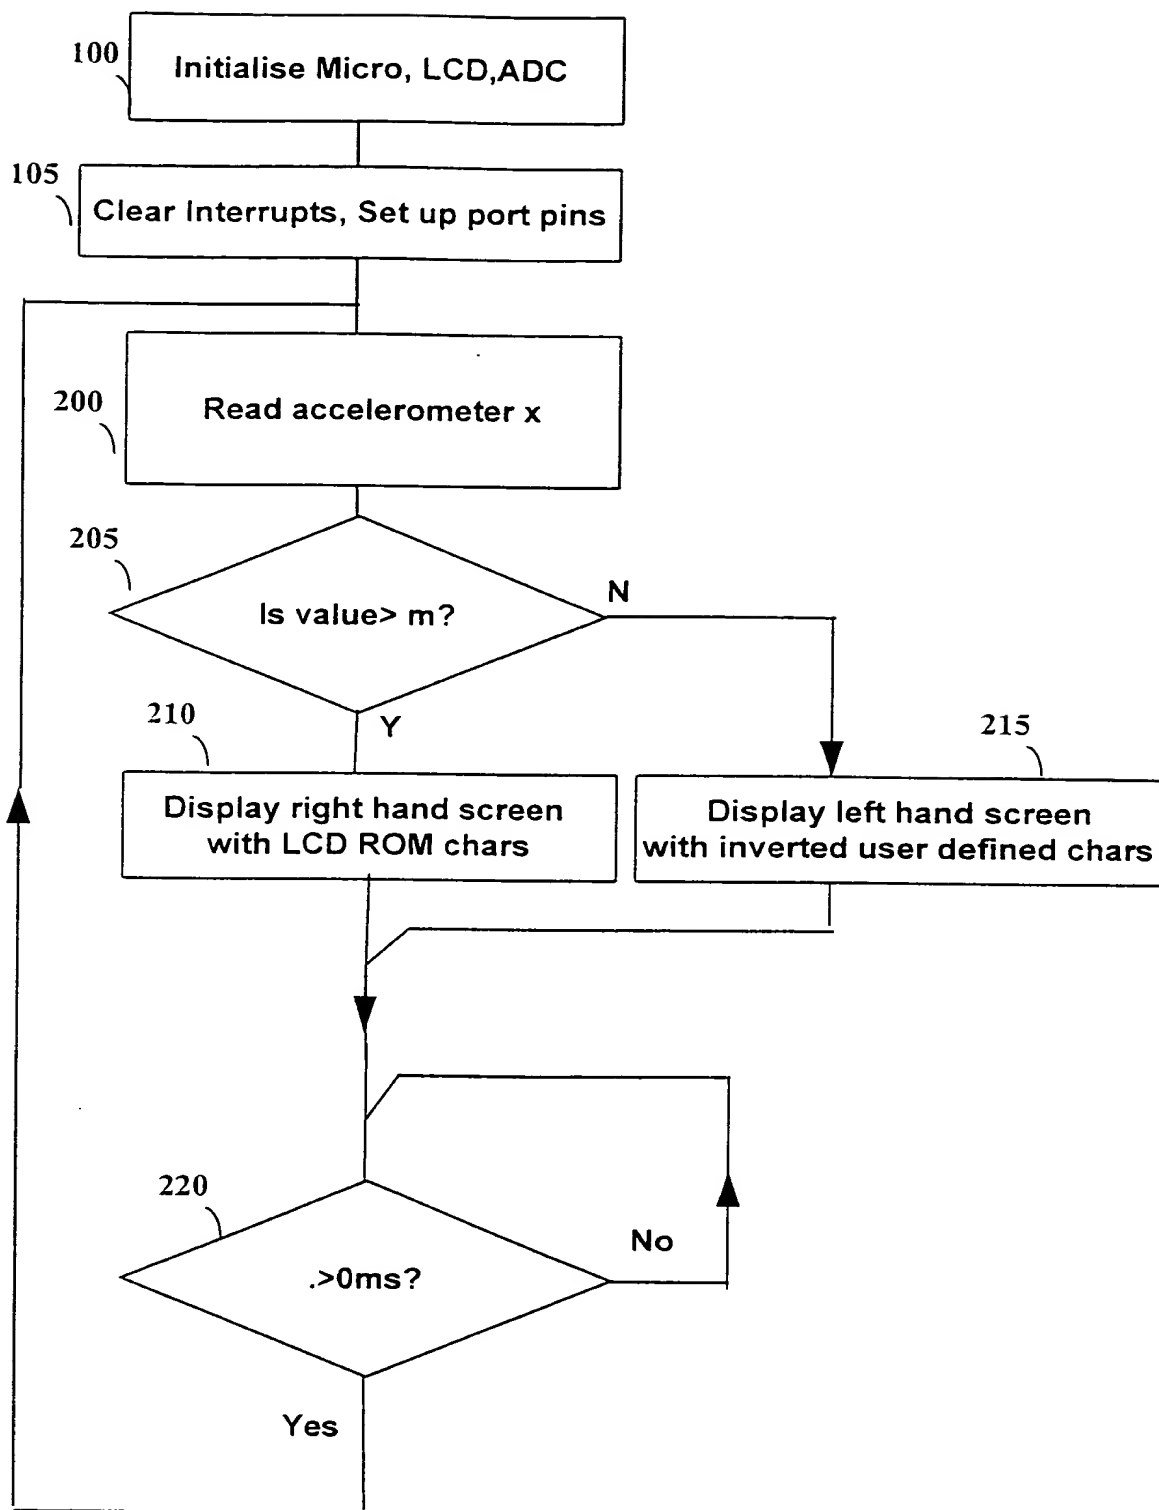 100
Initialise Micro, LCD,ADC
105
Clear Interrupts, Set up port pins
200
Read accelerometer x
205
Is value> m?
N
Y
210
215
Display right hand screen
with LCD ROM chars
Display left hand screen
with inverted user defined chars
220
.>0ms?
No
Yes